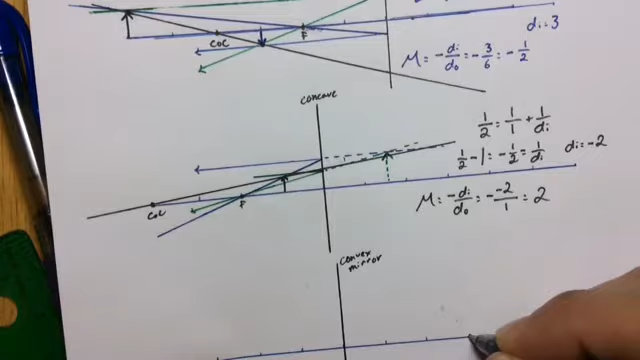 di = 3
CoC
F
M = -di/do = -3/6 = -1/2
concave
1/2 = 1/1 + 1/di
1/2 - 1 = -1/2 = 1/di
di = -2
CoC
F
M = -di/do = - -2/1 = 2
convex
mirror